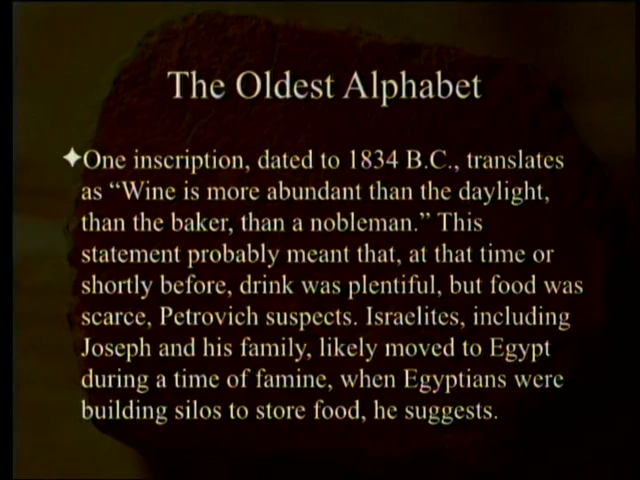 The Oldest Alphabet
✦One inscription, dated to 1834 B.C., translates
as “Wine is more abundant than the daylight,
than the baker, than a nobleman.” This
statement probably meant that, at that time or
shortly before, drink was plentiful, but food was
scarce, Petrovich suspects. Israelites, including
Joseph and his family, likely moved to Egypt
during a time of famine, when Egyptians were
building silos to store food, he suggests.